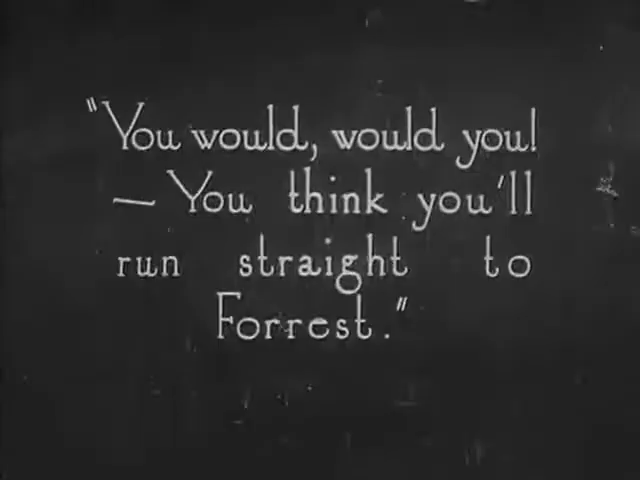 "You would, would you!
— You think you'll
run straight to
Forrest."